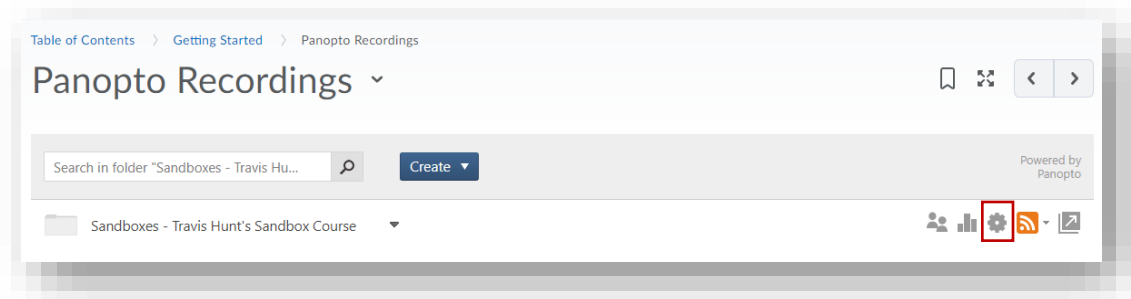 Table of Contents > Getting Started > Panopto Recordings
Panopto Recordings
Search in folder "Sandboxes - Travis Hu...
Create
Powered by
Panopto
Sandboxes - Travis Hunt's Sandbox Course